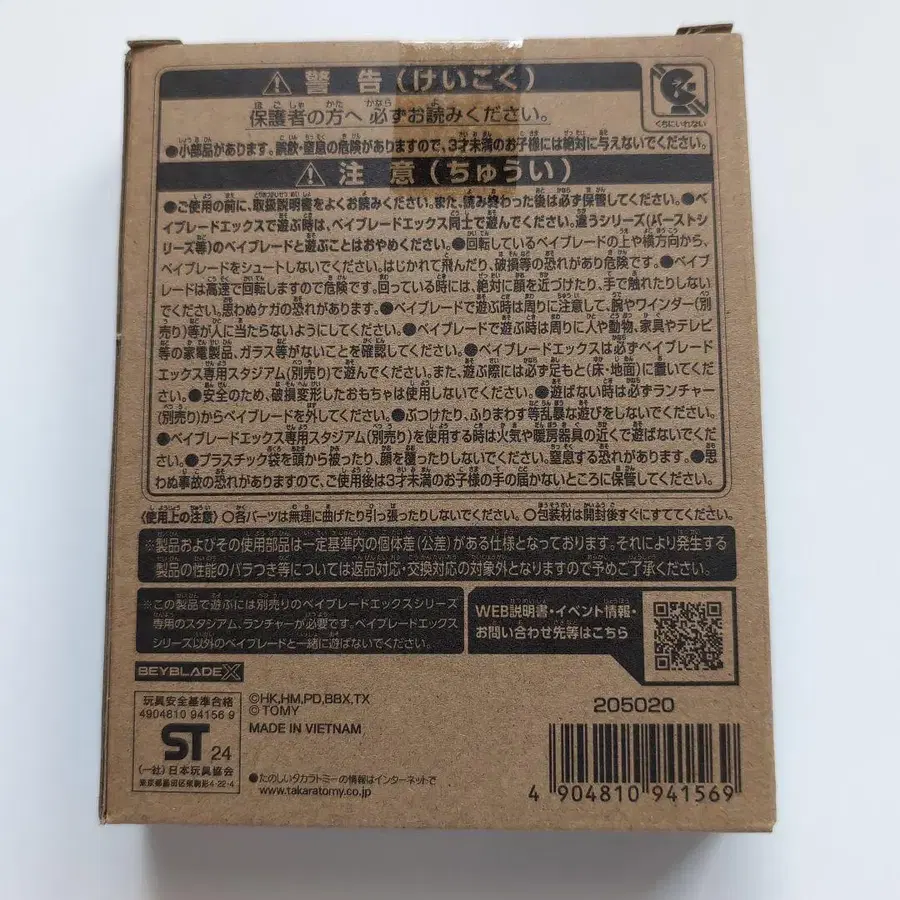 ⚠ 警 告 (けいこく)
保護者の方へ 必ずお読みください。
くちにいれない
●小部品があります。誤飲・窒息の危険がありますので、3才未満のお子様には絶対に与えないでください。
⚠ 注 意 (ちゅうい)
●ご使用の前に、取扱説明書をよくお読みください。また、読み終わった後は必ず保管してください。●ベ
イブレードエックスで遊ぶ時は、ベイブレードエックス同士で遊んでください。違うシリーズ(バーストシ
リーズ等)のベイブレードと遊ぶことはおやめください。●回転しているベイブレードの上や横方向から、
ベイブレードをシュートしないでください。はじかれて飛んだり、破損等の恐れがあり危険です。●ベイブ
レードは高速で回転しますので危険です。回っている時には、絶対に顔を近づけたり、手で触れたりしない
でください。思わぬケガの恐れがあります。●ベイブレードで遊ぶ時は周りに注意して、腕やワインダー(別
売り)等が人に当たらないようにしてください。●ベイブレードで遊ぶ時は周りに人や動物、家具やテレビ
等の家電製品、ガラス等がないことを確認してください。●ベイブレードエックスは必ずベイブレード
エックス専用スタジアム(別売り)で遊んでください。また、遊ぶ際には必ず足もと(床・地面)に置いてくだ
さい。●安全のため、破損変形したおもちゃは使用しないでください。●遊ばない時は必ずランチャー
(別売り)からベイブレードを外してください。●ぶつけたり、ふりまわす等乱暴な遊びをしないでください。
●ベイブレードエックス専用スタジアム(別売り)を使用する時は火気や暖房器具の近くで遊ばないでくだ
さい。●プラスチック袋を頭から被ったり、顔を覆ったりしないでください。窒息する恐れがあります。●思
わぬ事故の恐れがありますので、ご使用後は3才未満のお子様の手の届かないところに保管してください。
〈使用上の注意〉○各パーツは無理に曲げたり引っ張ったりしないでください。○包装材は開封後すぐにすててください。
※製品およびその使用部品は一定基準内の個体差(公差)がある仕様となっております。それにより発生する
製品の性能のバラつき等については返品対応・交換対応の対象外となりますので予めご了承ください。
※この製品で遊ぶには別売りのベイブレードエックスシリーズ
専用のスタジアム、ランチャーが必要です。ベイブレードエックス
シリーズ以外のベイブレードと一緒に遊ばないでください。
WEB説明書・イベント情報・
お問い合わせ先等はこちら
BEYBLADE X
玩具安全基準合格
4904810 94156 9
ST 24
(一社)日本玩具協会
東京都墨田区東駒形4-22-4
©HK,HM,PD,BBX,TX
© TOMY
MADE IN VIETNAM
●たのしいタカラトミーの情報はインターネットで
www.takaratomy.co.jp
205020
4 904810 941569